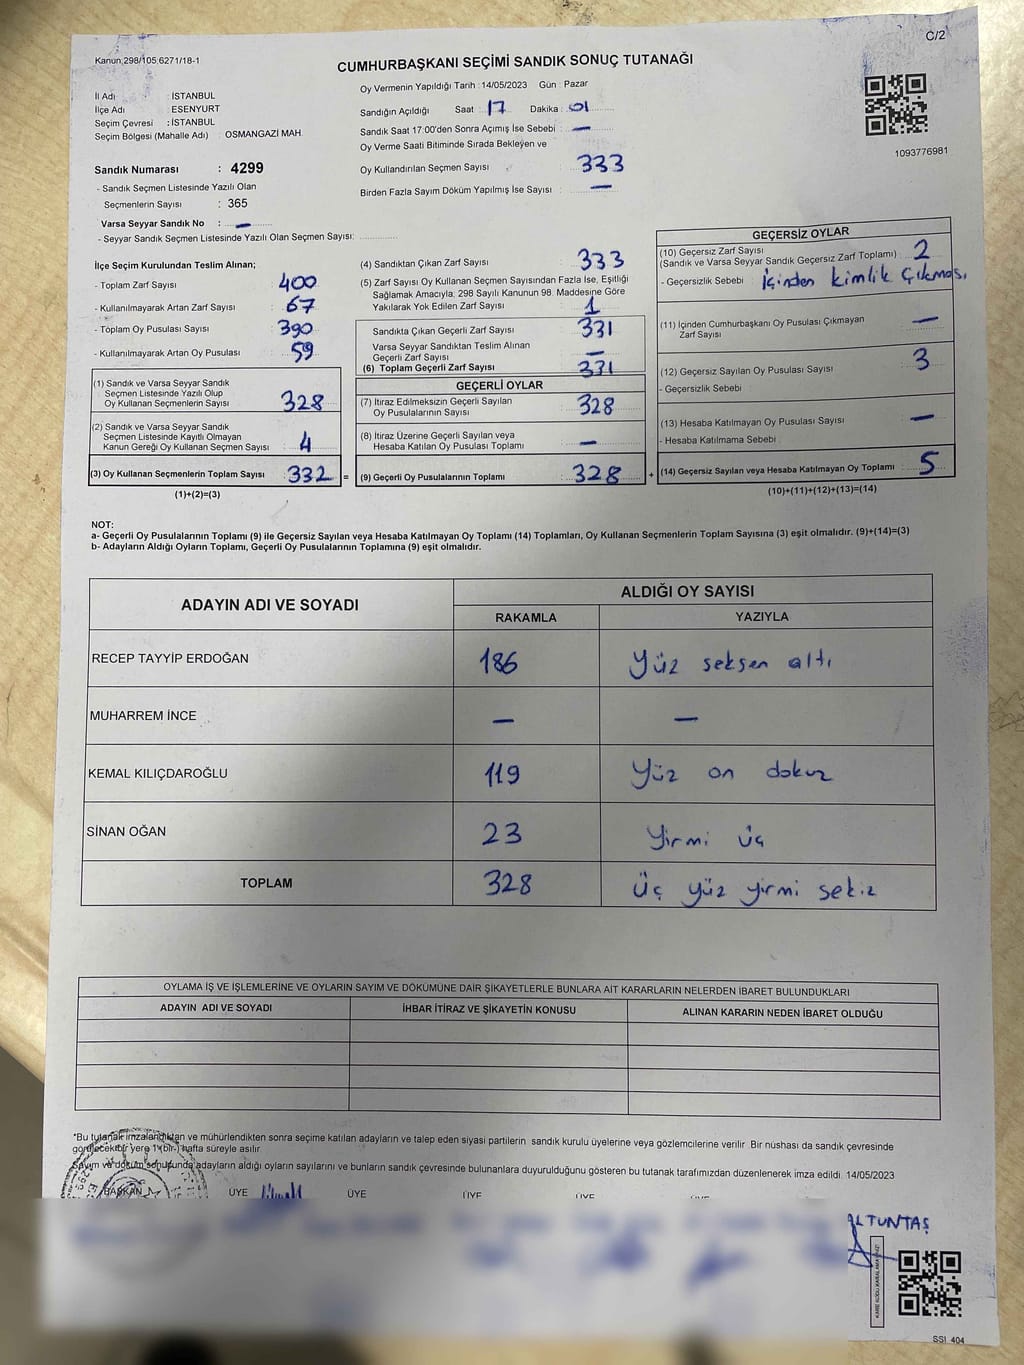 C/2
Kanun 298/105,6271/18-1
CUMHURBAŞKANI SEÇİMİ SANDIK SONUÇ TUTANAĞI
İl Adı : İSTANBUL
İlçe Adı : ESENYURT
Seçim Çevresi : İSTANBUL
Seçim Bölgesi (Mahalle Adı) : OSMANGAZİ MAH.
Oy Vermenin Yapıldığı Tarih : 14/05/2023 Gün : Pazar
Sandığın Açıldığı Saat : 17 Dakika : 01
Sandık Saat 17:00'den Sonra Açımış İse Sebebi : —
Oy Verme Saati Bitiminde Sırada Bekleyen ve
Oy Kullandırılan Seçmen Sayısı : 333
Birden Fazla Sayım Döküm Yapılmış İse Sayısı : —
1093776981
Sandık Numarası : 4299
- Sandık Seçmen Listesinde Yazılı Olan
Seçmenlerin Sayısı : 365
Varsa Seyyar Sandık No : —
- Seyyar Sandık Seçmen Listesinde Yazılı Olan Seçmen Sayısı:
İlçe Seçim Kurulundan Teslim Alınan;
- Toplam Zarf Sayısı : 400
- Kullanılmayarak Artan Zarf Sayısı : 67
- Toplam Oy Pusulası Sayısı : 390
- Kullanılmayarak Artan Oy Pusulası : 59
(1) Sandık ve Varsa Seyyar Sandık
Seçmen Listesinde Yazılı Olup
Oy Kullanan Seçmenlerin Sayısı : 328
(2) Sandık ve Varsa Seyyar Sandık
Seçmen Listesinde Kayıtlı Olmayan
Kanun Gereği Oy Kullanan Seçmen Sayısı : 4
(3) Oy Kullanan Seçmenlerin Toplam Sayısı : 332 =
(1)+(2)=(3)
(4) Sandıktan Çıkan Zarf Sayısı : 333
(5) Zarf Sayısı Oy Kullanan Seçmen Sayısından Fazla İse, Eşitliği
Sağlamak Amacıyla, 298 Sayılı Kanunun 98. Maddesine Göre
Yakılarak Yok Edilen Zarf Sayısı : 1
Sandıkta Çıkan Geçerli Zarf Sayısı : 331
Varsa Seyyar Sandıktan Teslim Alınan
Geçerli Zarf Sayısı : —
(6) Toplam Geçerli Zarf Sayısı : 331
GEÇERLİ OYLAR
(7) İtiraz Edilmeksizin Geçerli Sayılan
Oy Pusulalarının Sayısı : 328
(8) İtiraz Üzerine Geçerli Sayılan veya
Hesaba Katılan Oy Pusulası Toplamı : —
(9) Geçerli Oy Pusulalarının Toplamı : 328 +
GEÇERSİZ OYLAR
(10) Geçersiz Zarf Sayısı
(Sandık ve Varsa Seyyar Sandık Geçersiz Zarf Toplamı) : 2
- Geçersizlik Sebebi : İçinden kimlik çıkması
(11) İçinden Cumhurbaşkanı Oy Pusulası Çıkmayan
Zarf Sayısı : —
(12) Geçersiz Sayılan Oy Pusulası Sayısı : 3
- Geçersizlik Sebebi :
(13) Hesaba Katılmayan Oy Pusulası Sayısı : —
- Hesaba Katılmama Sebebi :
(14) Geçersiz Sayılan veya Hesaba Katılmayan Oy Toplamı : 5
(10)+(11)+(12)+(13)=(14)
NOT:
a- Geçerli Oy Pusulalarının Toplamı (9) ile Geçersiz Sayılan veya Hesaba Katılmayan Oy Toplamı (14) Toplamları, Oy Kullanan Seçmenlerin Toplam Sayısına (3) eşit olmalıdır. (9)+(14)=(3)
b- Adayların Aldığı Oyların Toplamı, Geçerli Oy Pusulalarının Toplamına (9) eşit olmalıdır.
ADAYIN ADI VE SOYADI
ALDIĞI OY SAYISI
RAKAMLA YAZIYLA
RECEP TAYYİP ERDOĞAN 186 Yüz seksen altı
MUHARREM İNCE — —
KEMAL KILIÇDAROĞLU 119 Yüz on dokuz
SİNAN OĞAN 23 Yirmi üç
TOPLAM 328 üç yüz yirmi sekiz
OYLAMA İŞ VE İŞLEMLERİNE VE OYLARIN SAYIM VE DÖKÜMÜNE DAİR ŞİKAYETLERLE BUNLARA AİT KARARLARIN NELERDEN İBARET BULUNDUKLARI
ADAYIN ADI VE SOYADI İHBAR İTİRAZ VE ŞİKAYETİN KONUSU ALINAN KARARIN NEDEN İBARET OLDUĞU
*Bu tutanak imzalandıktan ve mühürlendikten sonra seçime katılan adayların ve talep eden siyasi partilerin sandık kurulu üyelerine veya gözlemcilerine verilir. Bir nüshası da sandık çevresinde
görülecek bir yere 1 (bir) hafta süreyle asılır.
Sayım ve döküm sonucunda adayların aldığı oyların sayılarını ve bunların sandık çevresinde bulunanlara duyurulduğunu gösteren bu tutanak tarafımızdan düzenlenerek imza edildi. 14/05/2023
BAŞKAN ÜYE ÜYE ÜYE ÜYE ÜYE
ALTUNTAŞ
SSI 404